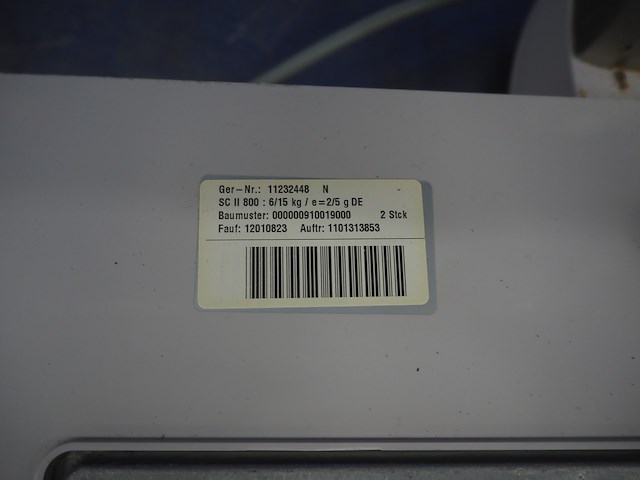 Ger-Nr.: 11232448 N
SC II 800 : 6/15 kg / e=2/5 g DE
Baumuster: 000000910019000 2 Stck
Fauf: 12010823 Auftr: 1101313853